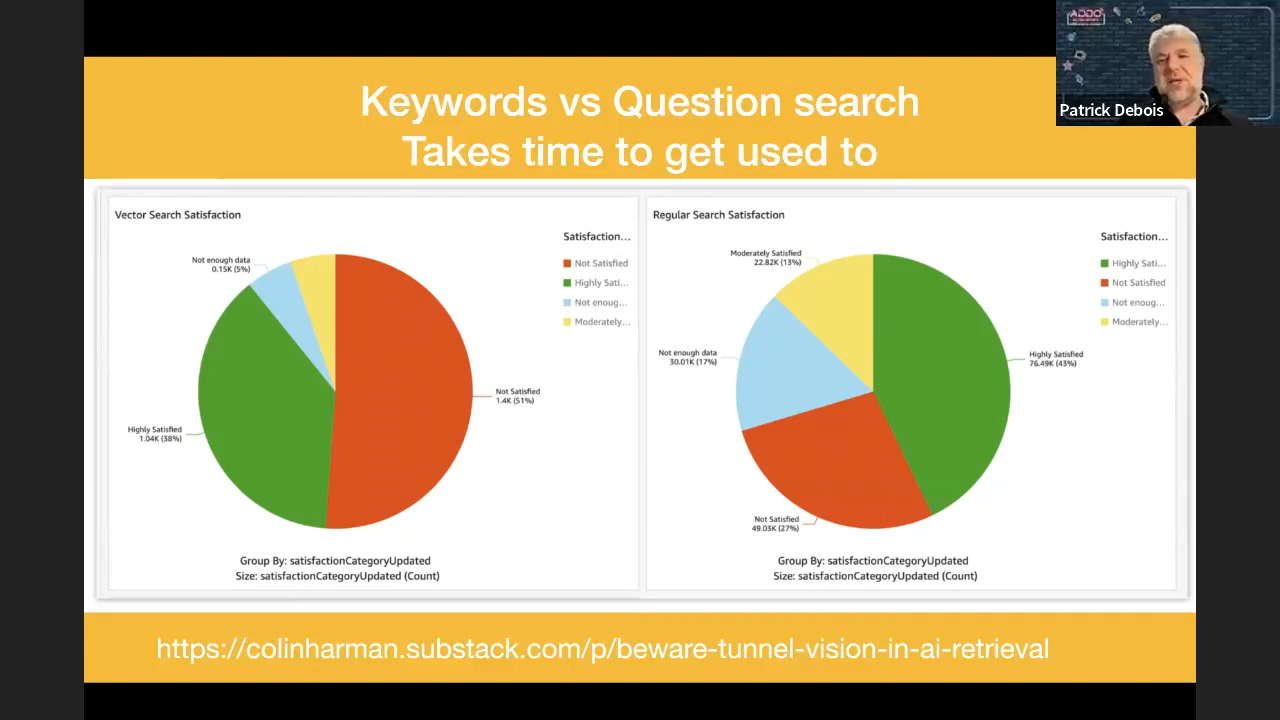 ADDO
Patrick Debois
Keywords vs Question search
Takes time to get used to
Vector Search Satisfaction
Satisfaction...
Not Satisfied
Highly Sati...
Not enoug...
Moderately...
Not enough data
0.15K (5%)
Not Satisfied
1.4K (51%)
Highly Satisfied
1.04K (38%)
Group By: satisfactionCategoryUpdated
Size: satisfactionCategoryUpdated (Count)
Regular Search Satisfaction
Satisfaction...
Highly Sati...
Not Satisfied
Not enoug...
Moderately...
Moderately Satisfied
22.82K (13%)
Not enough data
30.01K (17%)
Highly Satisfied
76.49K (43%)
Not Satisfied
49.03K (27%)
Group By: satisfactionCategoryUpdated
Size: satisfactionCategoryUpdated (Count)
https://colinharman.substack.com/p/beware-tunnel-vision-in-ai-retrieval